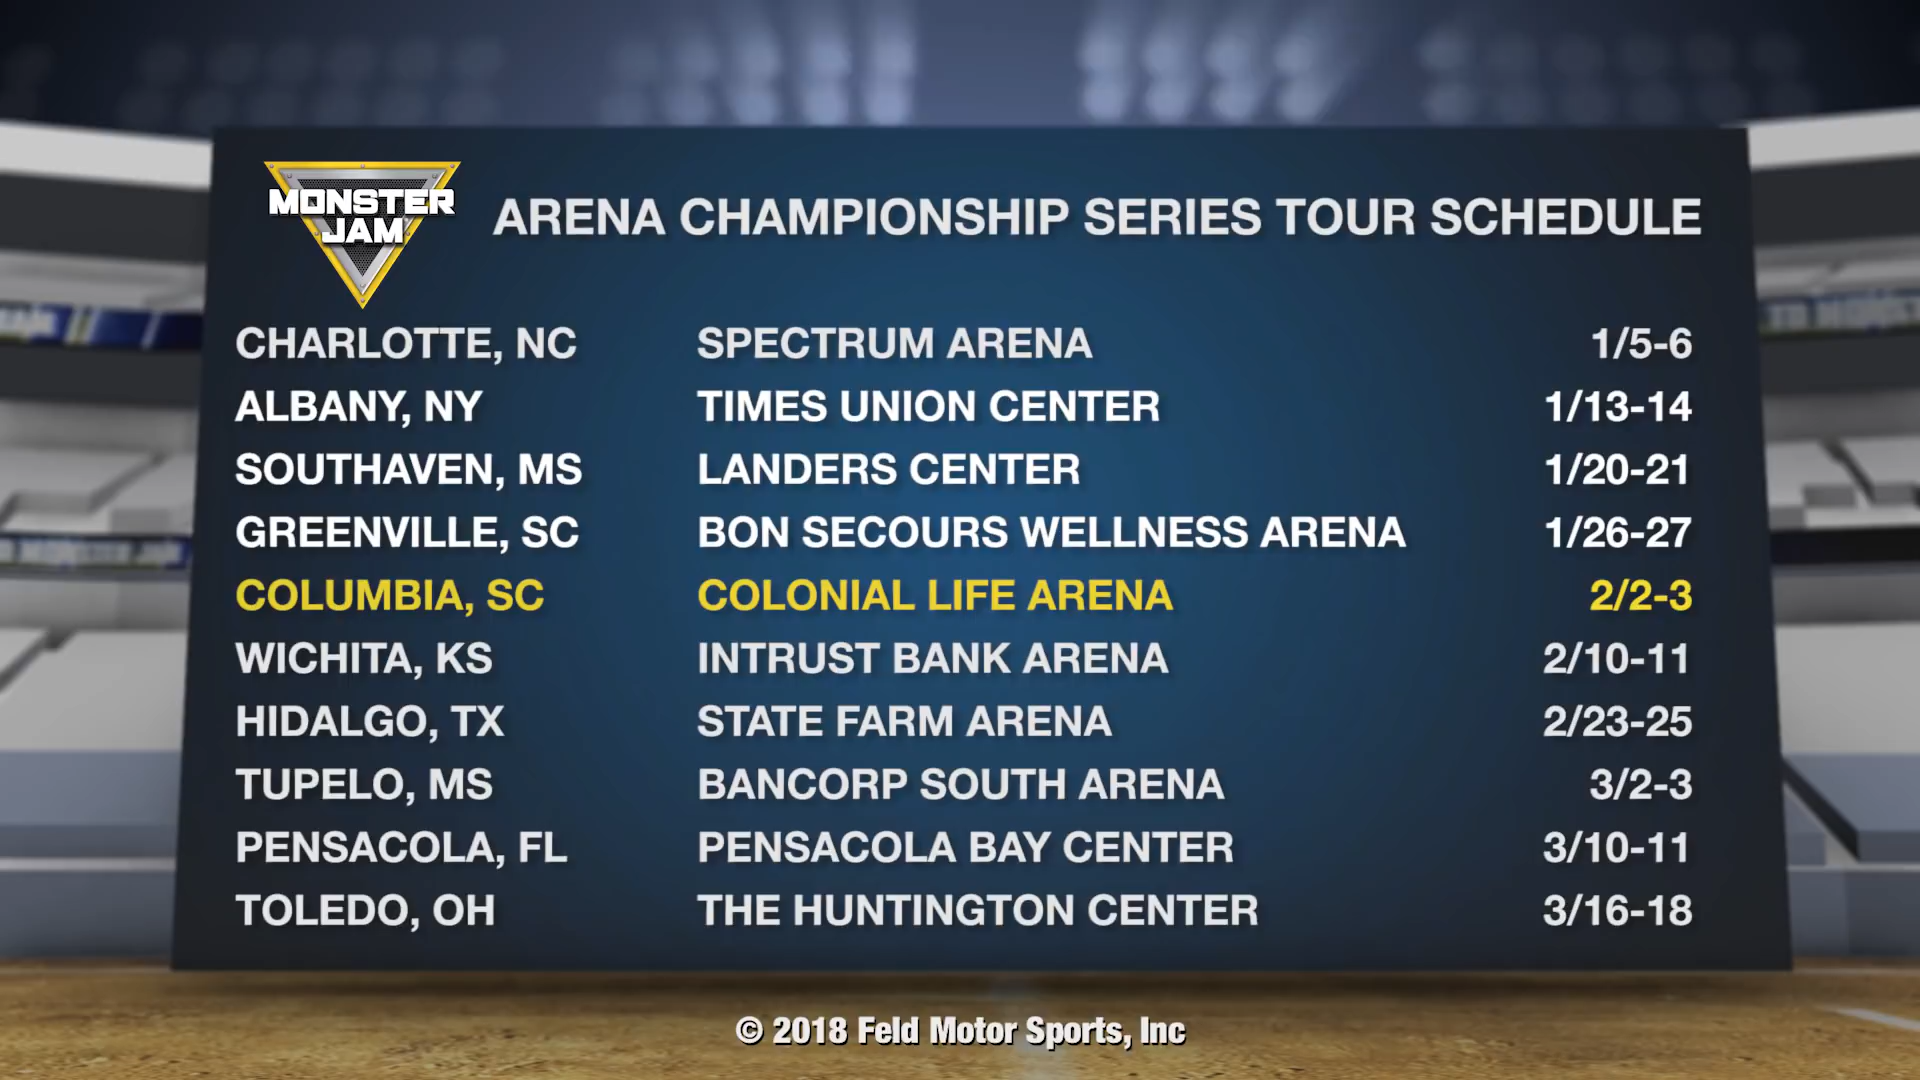 MONSTER
JAM
ARENA CHAMPIONSHIP SERIES TOUR SCHEDULE
CHARLOTTE, NC SPECTRUM ARENA 1/5-6
ALBANY, NY TIMES UNION CENTER 1/13-14
SOUTHAVEN, MS LANDERS CENTER 1/20-21
GREENVILLE, SC BON SECOURS WELLNESS ARENA 1/26-27
COLUMBIA, SC COLONIAL LIFE ARENA 2/2-3
WICHITA, KS INTRUST BANK ARENA 2/10-11
HIDALGO, TX STATE FARM ARENA 2/23-25
TUPELO, MS BANCORP SOUTH ARENA 3/2-3
PENSACOLA, FL PENSACOLA BAY CENTER 3/10-11
TOLEDO, OH THE HUNTINGTON CENTER 3/16-18
© 2018 Feld Motor Sports, Inc